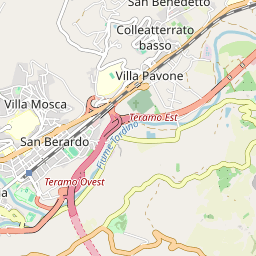 San Benedetto
Colleatterrato
basso
Villa Pavone
Villa Mosca
Teramo Est
San Berardo
Fiume Tordino
Teramo Ovest